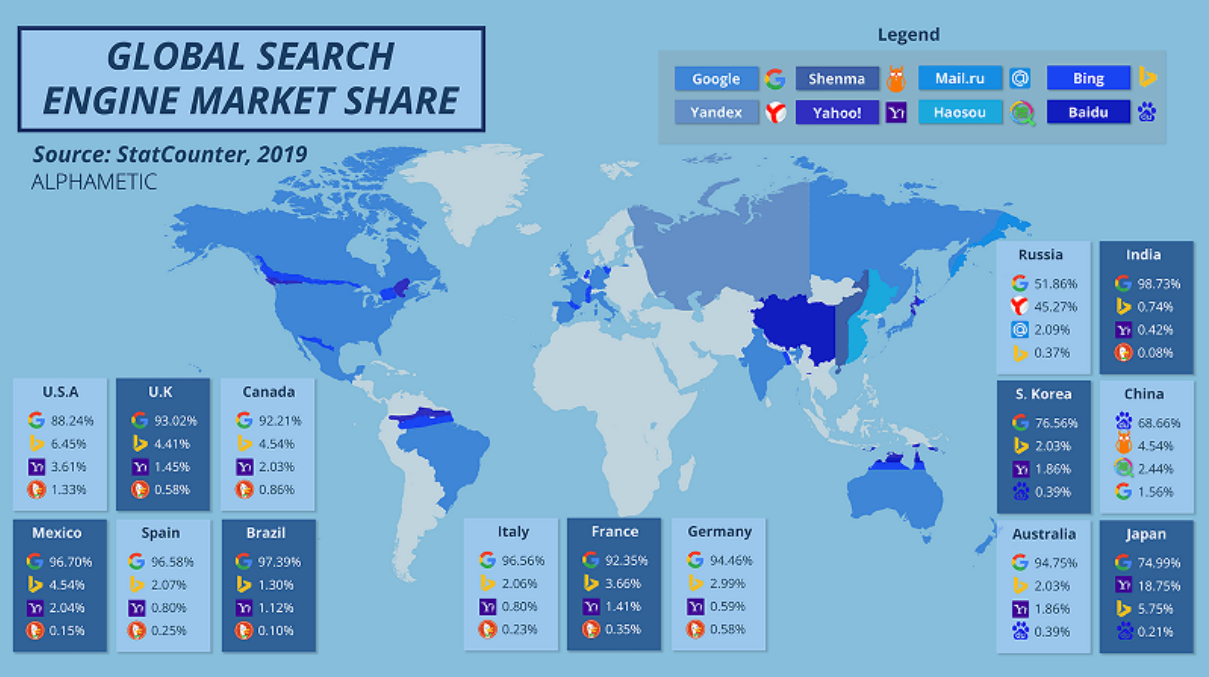 GLOBAL SEARCH
ENGINE MARKET SHARE
Source: StatCounter, 2019
ALPHAMETIC
Legend
Google
Shenma
Mail.ru
Bing
Yandex
Yahoo!
Haosou
Baidu
Russia
51.86%
45.27%
2.09%
0.37%
India
98.73%
0.74%
0.42%
0.08%
U.S.A
88.24%
6.45%
3.61%
1.33%
U.K
93.02%
4.41%
1.45%
0.58%
Canada
92.21%
4.54%
2.03%
0.86%
S. Korea
76.56%
2.03%
1.86%
0.39%
China
68.66%
4.54%
2.44%
1.56%
Mexico
96.70%
4.54%
2.04%
0.15%
Spain
96.58%
2.07%
0.80%
0.25%
Brazil
97.39%
1.30%
1.12%
0.10%
Italy
96.56%
2.06%
0.80%
0.23%
France
92.35%
3.66%
1.41%
0.35%
Germany
94.46%
2.99%
0.59%
0.58%
Australia
94.75%
2.03%
1.86%
0.39%
Japan
74.99%
18.75%
5.75%
0.21%